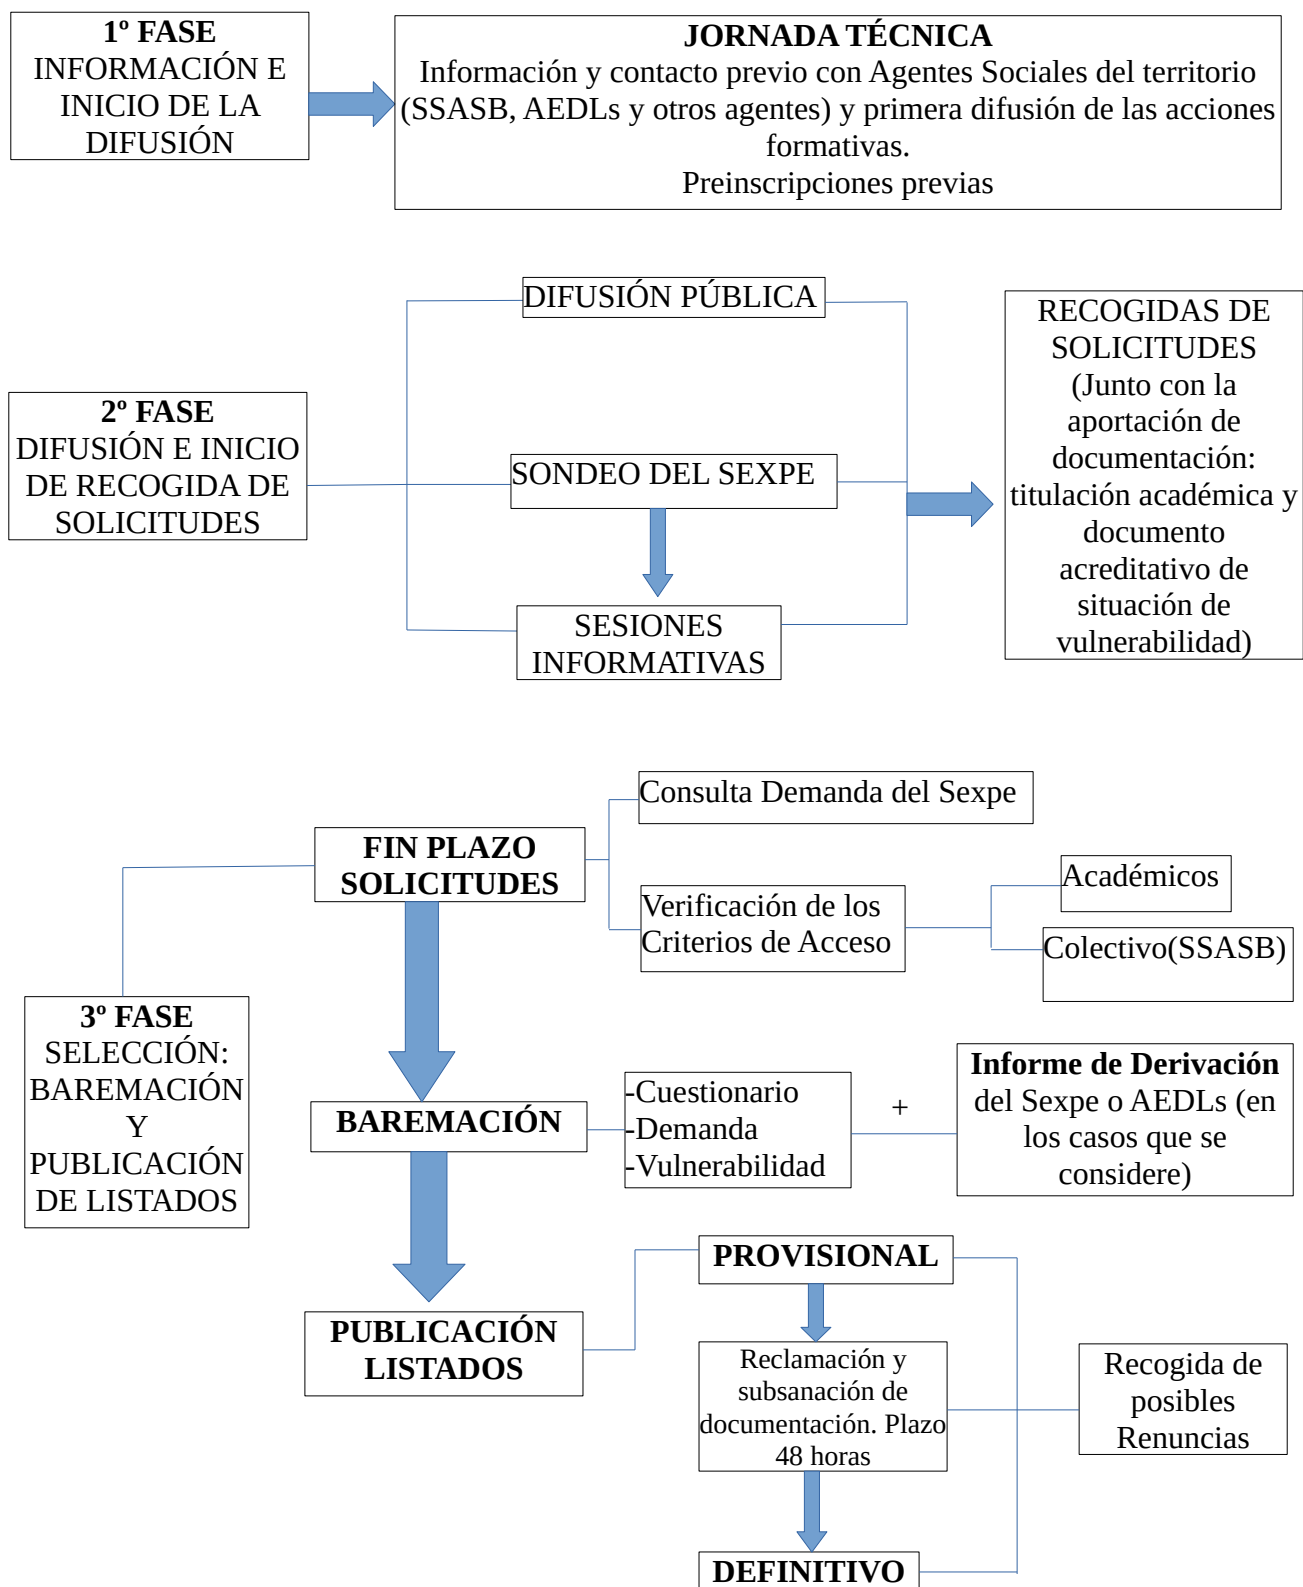 1º FASE
INFORMACIÓN E
INICIO DE LA
DIFUSIÓN
JORNADA TÉCNICA
Información y contacto previo con Agentes Sociales del territorio
(SSASB, AEDLs y otros agentes) y primera difusión de las acciones
formativas.
Preinscripciones previas
2º FASE
DIFUSIÓN E INICIO
DE RECOGIDA DE
SOLICITUDES
DIFUSIÓN PÚBLICA
SONDEO DEL SEXPE
SESIONES
INFORMATIVAS
RECOGIDAS DE
SOLICITUDES
(Junto con la
aportación de
documentación:
titulación académica y
documento
acreditativo de
situación de
vulnerabilidad)
3º FASE
SELECCIÓN:
BAREMACIÓN
Y
PUBLICACIÓN
DE LISTADOS
FIN PLAZO
SOLICITUDES
Consulta Demanda del Sexpe
Verificación de los
Criterios de Acceso
Académicos
Colectivo(SSASB)
BAREMACIÓN
-Cuestionario
-Demanda
-Vulnerabilidad
+
Informe de Derivación
del Sexpe o AEDLs (en
los casos que se
considere)
PUBLICACIÓN
LISTADOS
PROVISIONAL
Reclamación y
subsanación de
documentación. Plazo
48 horas
DEFINITIVO
Recogida de
posibles
Renuncias